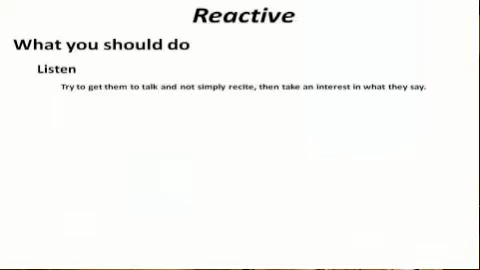 Reactive
What you should do
Listen
Try to get them to talk and not simply recite, then take an interest in what they say.